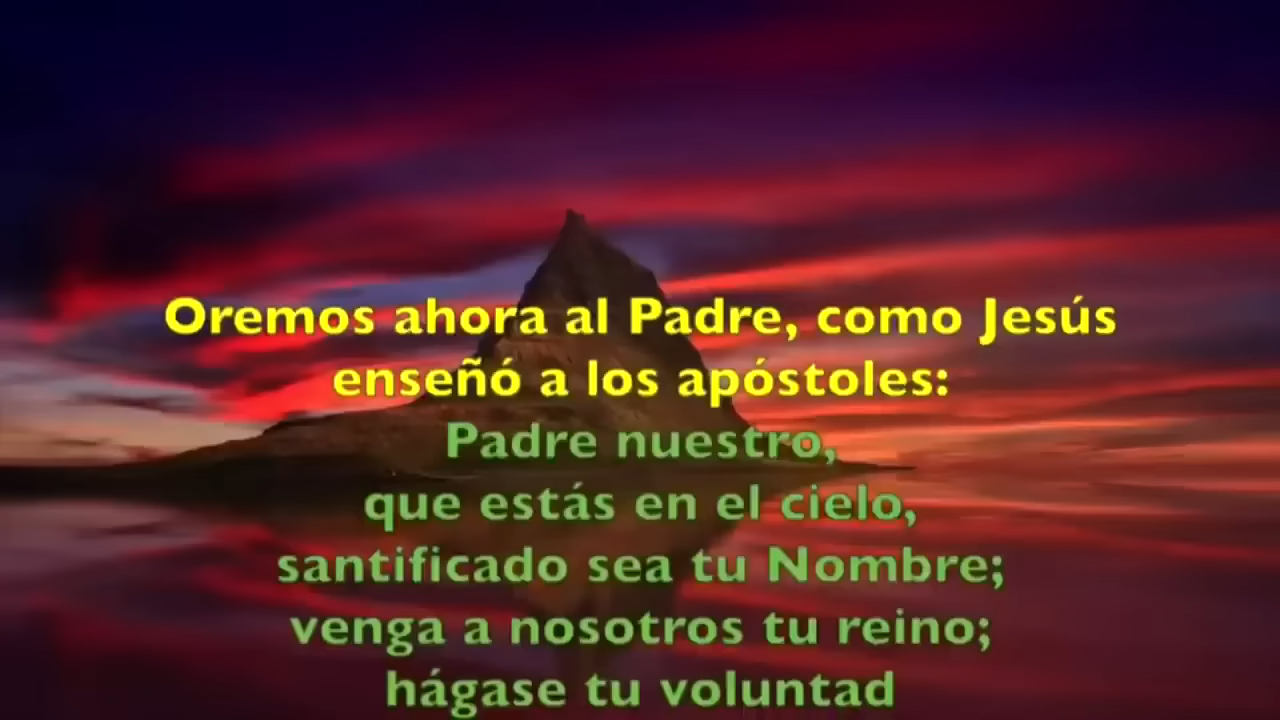 Oremos ahora al Padre, como Jesús
enseñó a los apóstoles:
Padre nuestro,
que estás en el cielo,
santificado sea tu Nombre;
venga a nosotros tu reino;
hágase tu voluntad